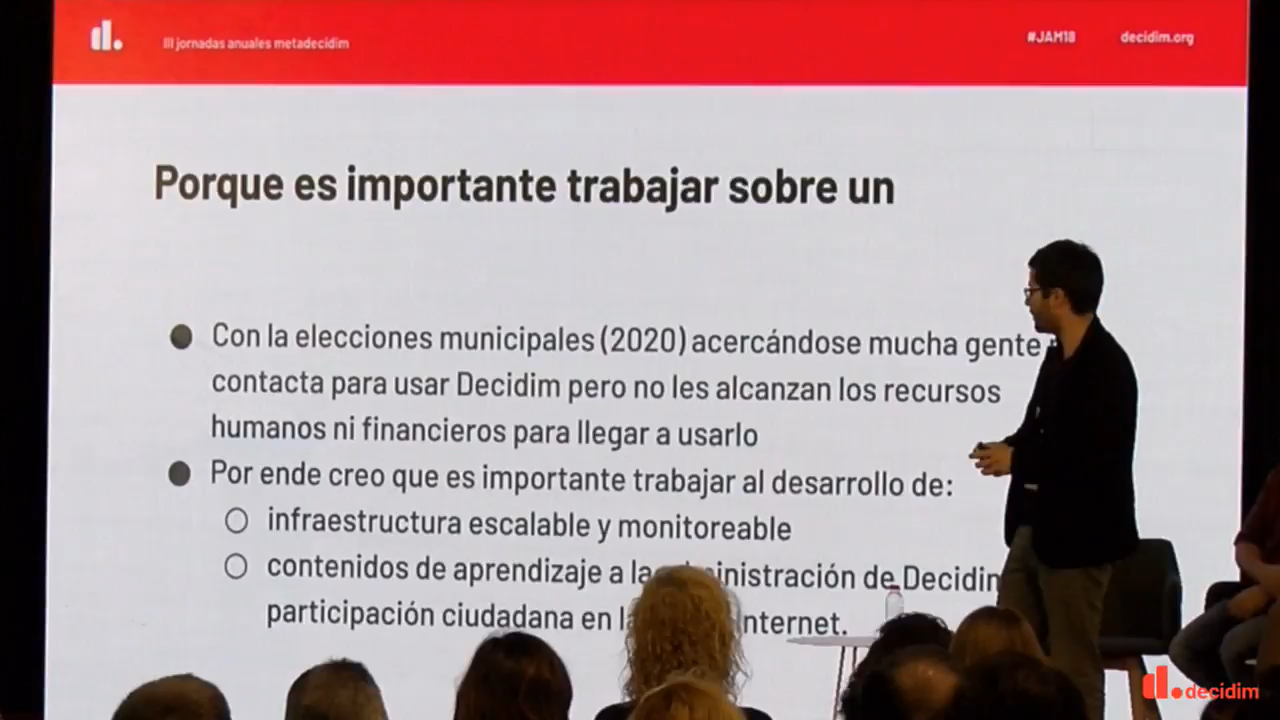 d.
III jornadas anuales metadecidim
#JAM18
decidim.org
Porque es importante trabajar sobre un
Con la elecciones municipales (2020) acercándose mucha gente
contacta para usar Decidim pero no les alcanzan los recursos
humanos ni financieros para llegar a usarlo
Por ende creo que es importante trabajar al desarrollo de:
infraestructura escalable y monitoreable
contenidos de aprendizaje a la de
participación ciudadana en
d.decidim